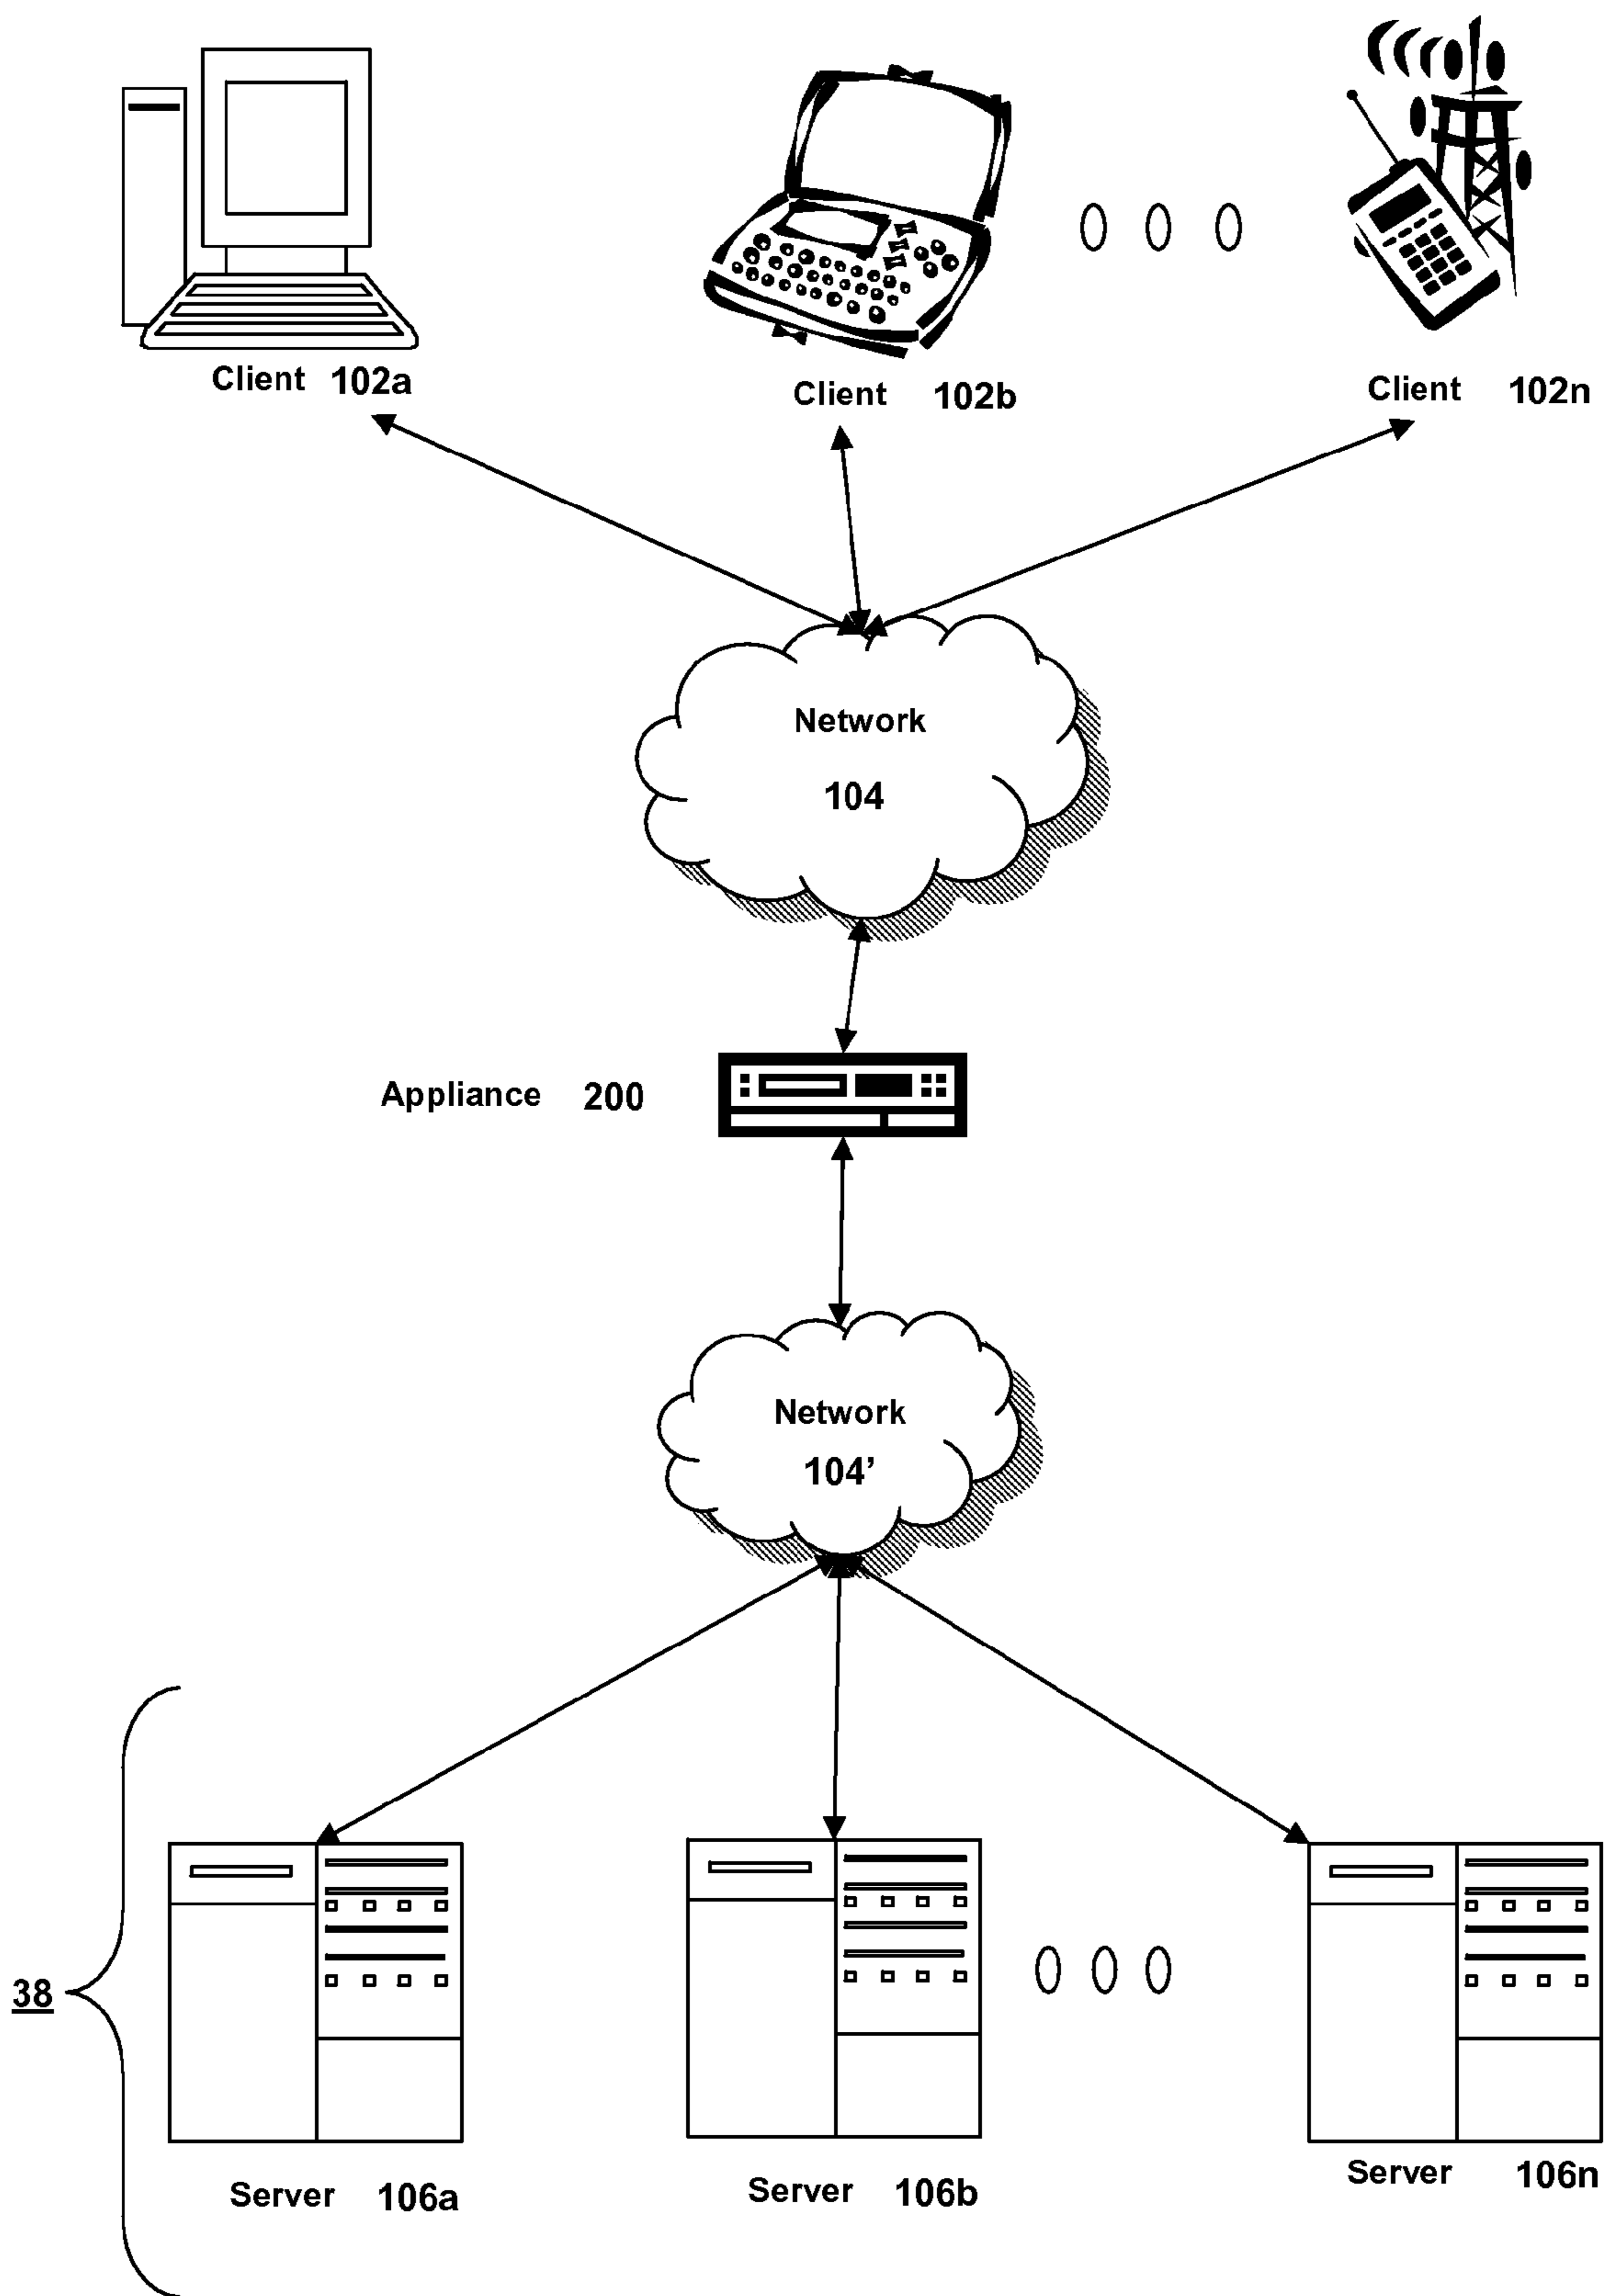 Client 102a
Client 102b
Client 102n
Network
104
Appliance 200
Network
104’
38
Server 106a
Server 106b
Server 106n